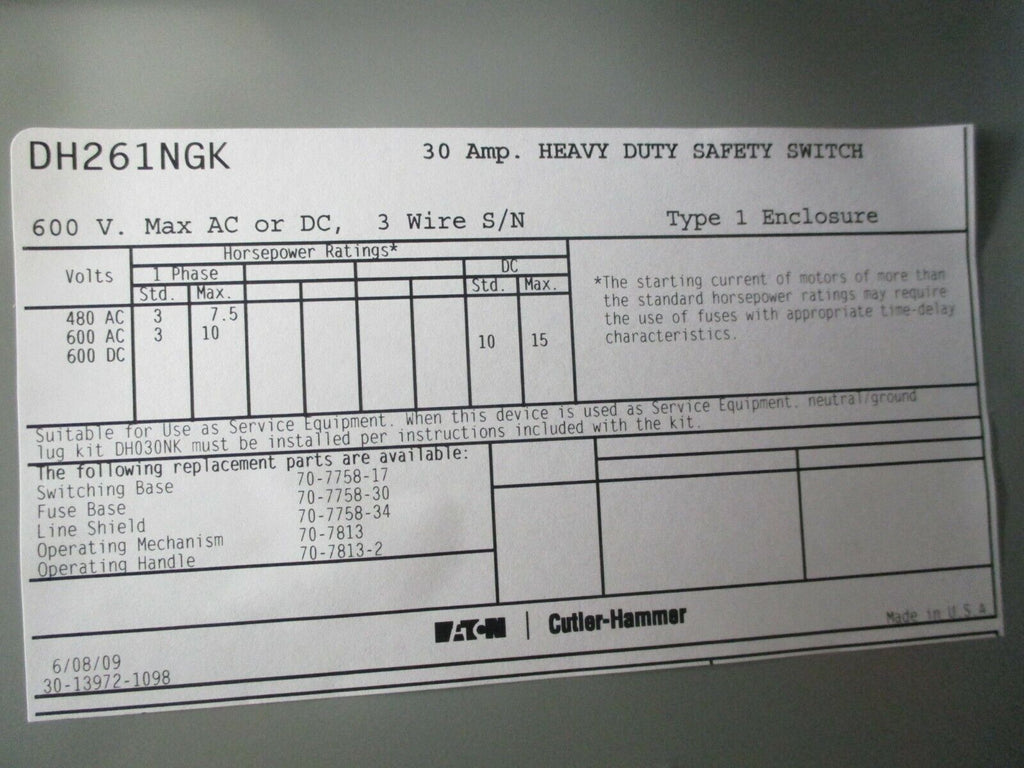 DH261NGK 30 Amp. HEAVY DUTY SAFETY SWITCH
600 V. Max AC or DC, 3 Wire S/N Type 1 Enclosure
Horsepower Ratings*
Volts 1 Phase DC
Std. Max. Std. Max.
480 AC 3 7.5
600 AC 3 10
600 DC 10 15
*The starting current of motors of more than
the standard horsepower ratings may require
the use of fuses with appropriate time-delay
characteristics.
Suitable for Use as Service Equipment. When this device is used as Service Equipment. neutral/ground
lug kit DH030NK must be installed per instructions included with the kit.
The following replacement parts are available:
Switching Base 70-7758-17
Fuse Base 70-7758-30
Line Shield 70-7758-34
Operating Mechanism 70-7813
Operating Handle 70-7813-2
EATON | Cutler-Hammer
Made in U.S.A
6/08/09
30-13972-1098